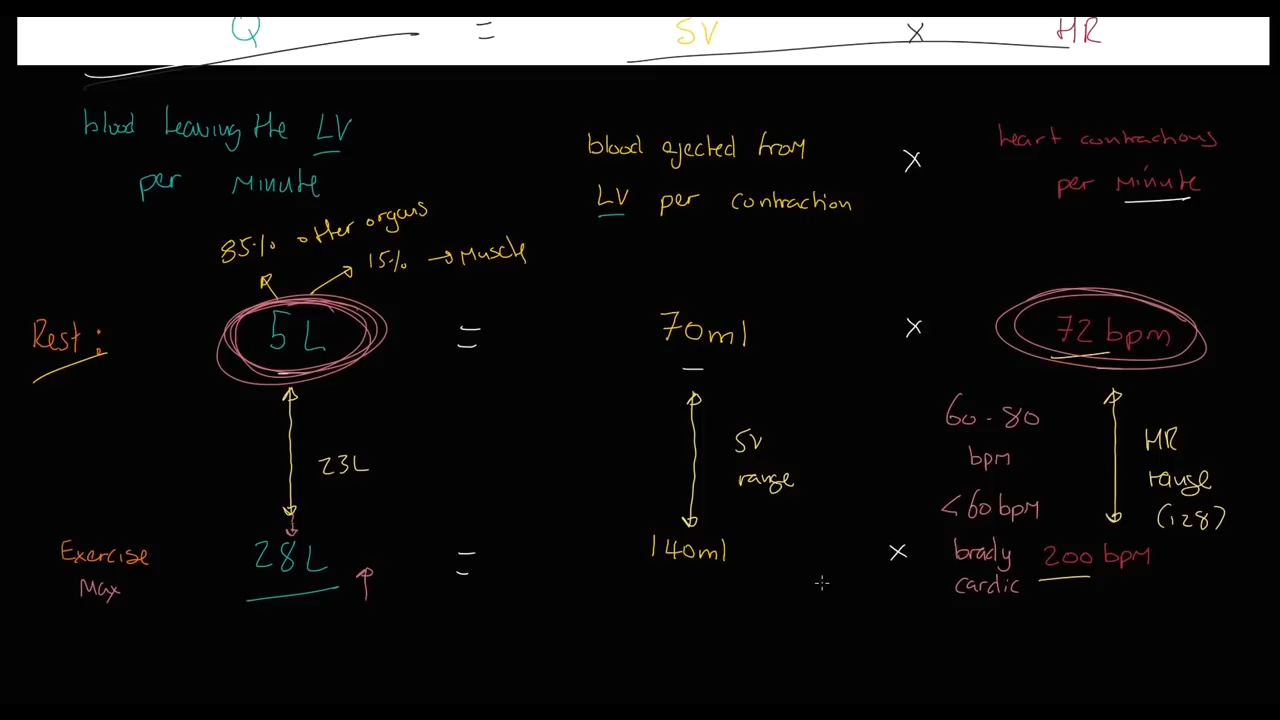 Q = SV x HR
blood leaving the LV
per minute
blood ejected from
LV per contraction
x
heart contractions
per minute
85% other organs
15% → Muscle
Rest: 5L = 70ml x 72 bpm
23L
SV
range
60-80
bpm
<60bpm
brady
cardic
HR
range
(128)
Exercise
Max
28L ↑ = 140ml x 200 bpm